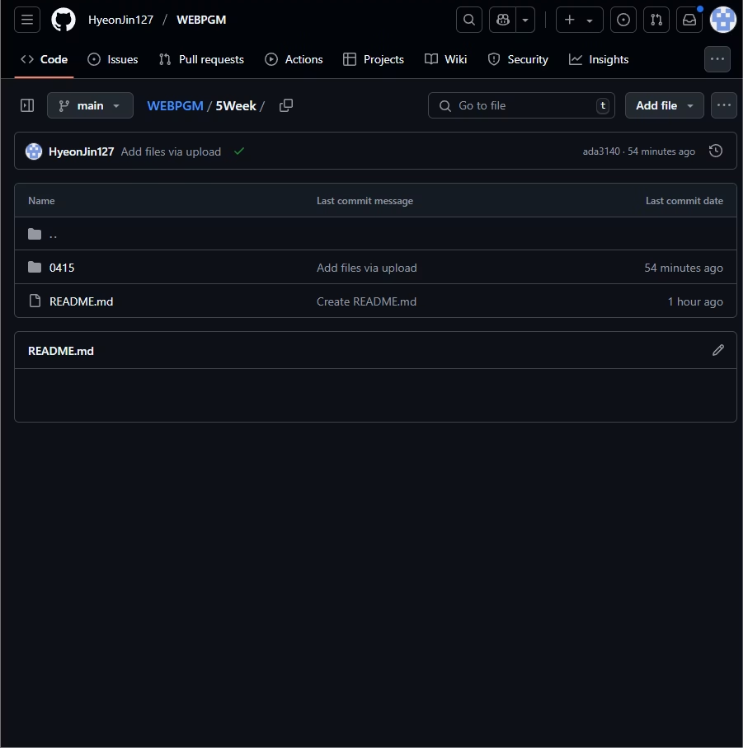 HyeonJin127 / WEBPGM
Code Issues Pull requests Actions Projects Wiki Security Insights
main WEBPGM / 5Week / Go to file t Add file
HyeonJin127 Add files via upload ada3140 · 54 minutes ago
Name Last commit message Last commit date
..
0415 Add files via upload 54 minutes ago
README.md Create README.md 1 hour ago
README.md